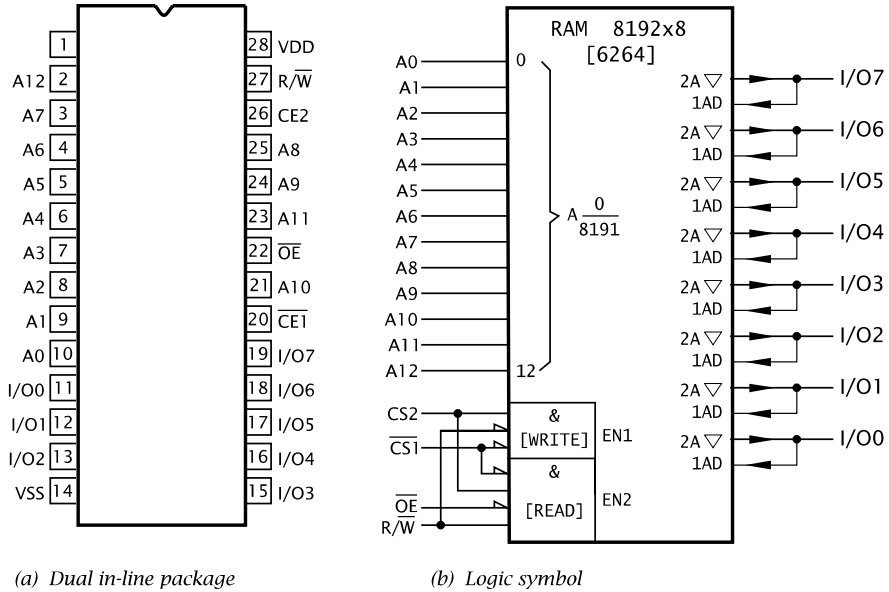 1 28 VDD
A12 2 27 R/W̅
A7 3 26 CE2
A6 4 25 A8
A5 5 24 A9
A4 6 23 A11
A3 7 22 O̅E̅
A2 8 21 A10
A1 9 20 C̅E̅1̅
A0 10 19 I/O7
I/O0 11 18 I/O6
I/O1 12 17 I/O5
I/O2 13 16 I/O4
VSS 14 15 I/O3
(a) Dual in-line package
RAM 8192x8
[6264]
A0 0
A1
A2
A3
A4
A5
A6
A7
A8
A9
A10
A11
A12 12
A 0
8191
2A ▽ I/O7
1AD
2A ▽ I/O6
1AD
2A ▽ I/O5
1AD
2A ▽ I/O4
1AD
2A ▽ I/O3
1AD
2A ▽ I/O2
1AD
2A ▽ I/O1
1AD
2A ▽ I/O0
1AD
CS2 &
[WRITE] EN1
C̅S̅1̅
&
[READ] EN2
O̅E̅
R/W̅
(b) Logic symbol